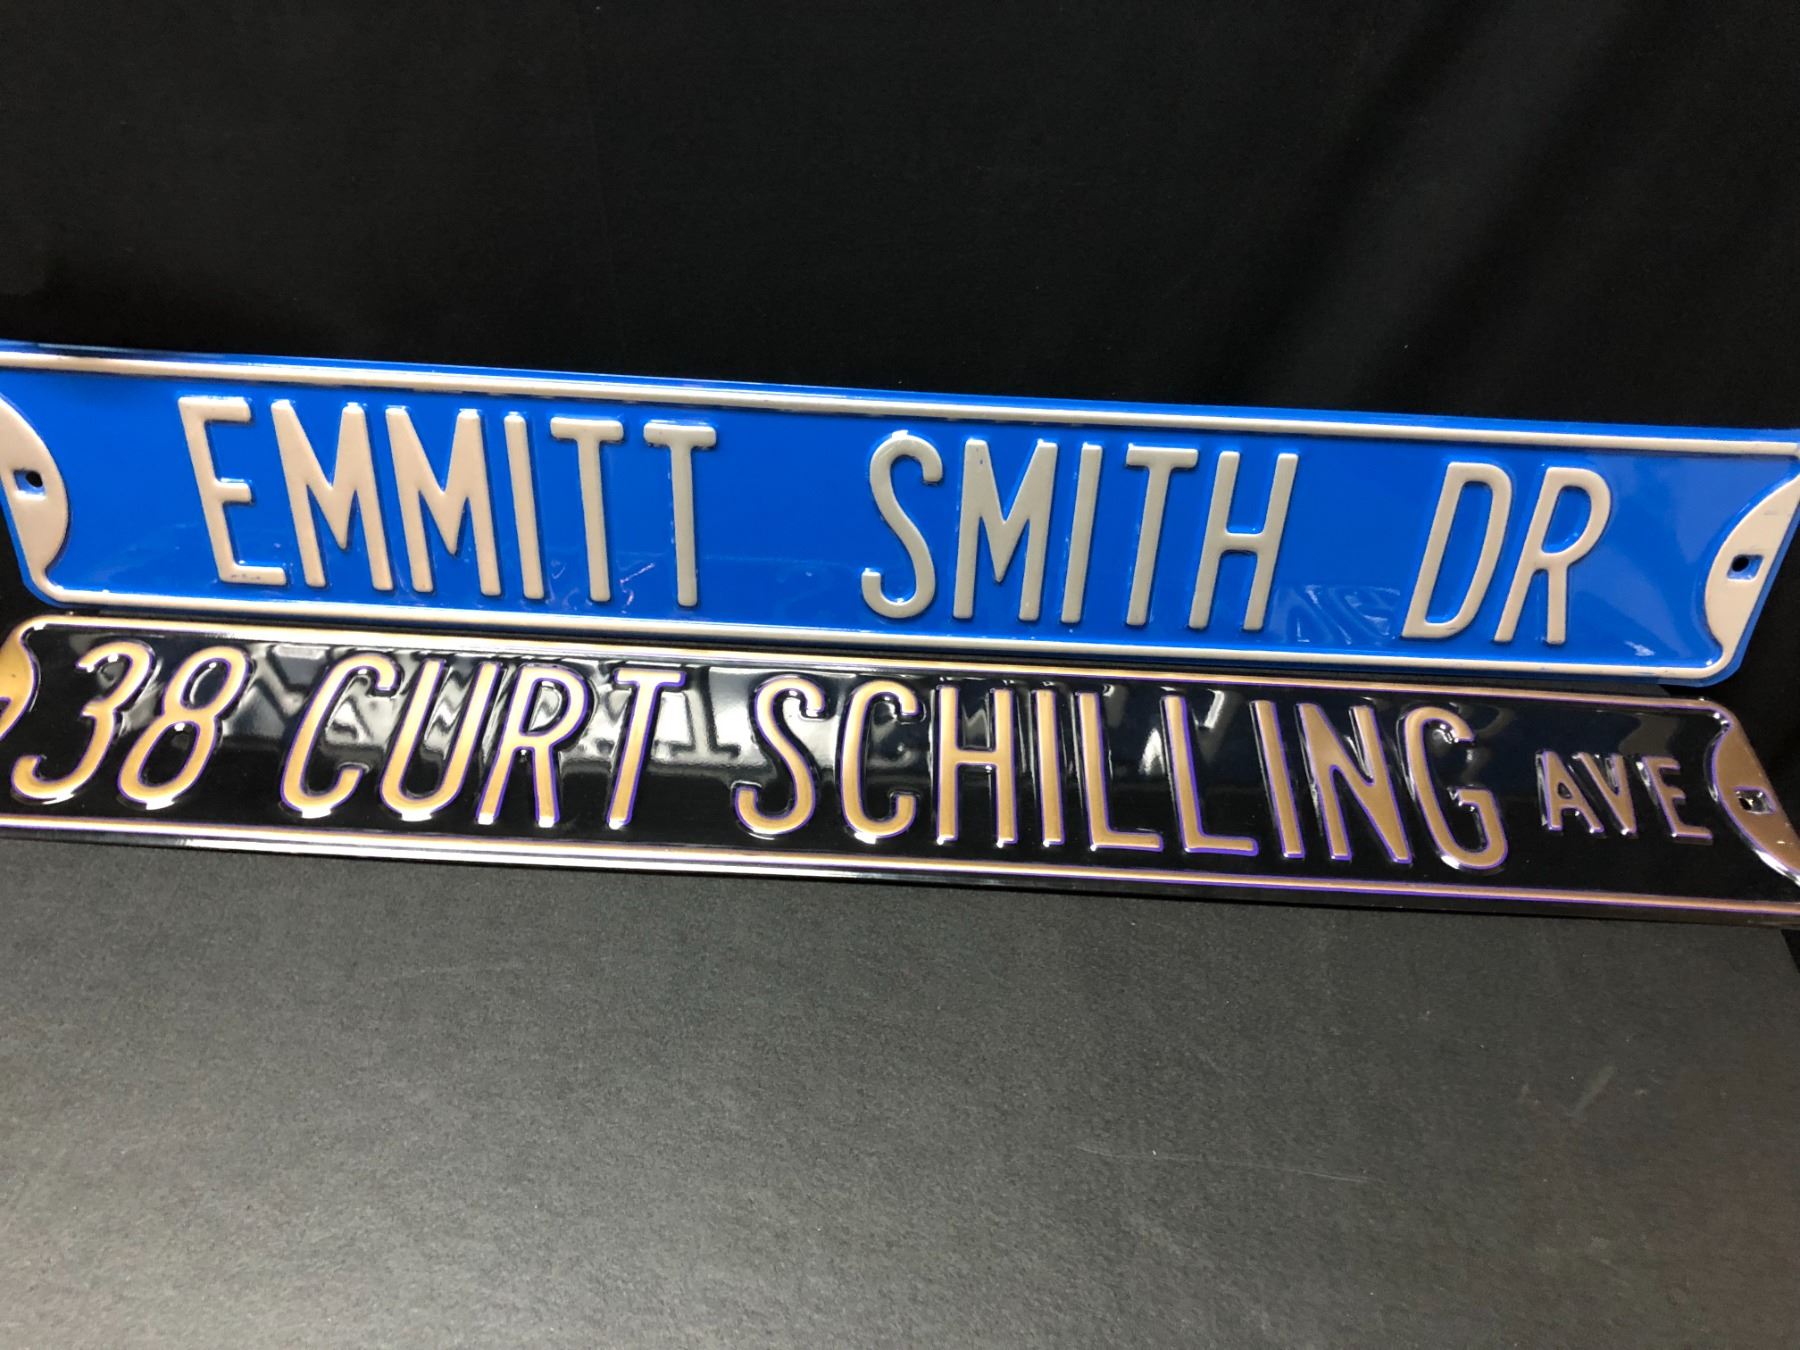 EMMITT SMITH DR
38 CURT SCHILLING AVE